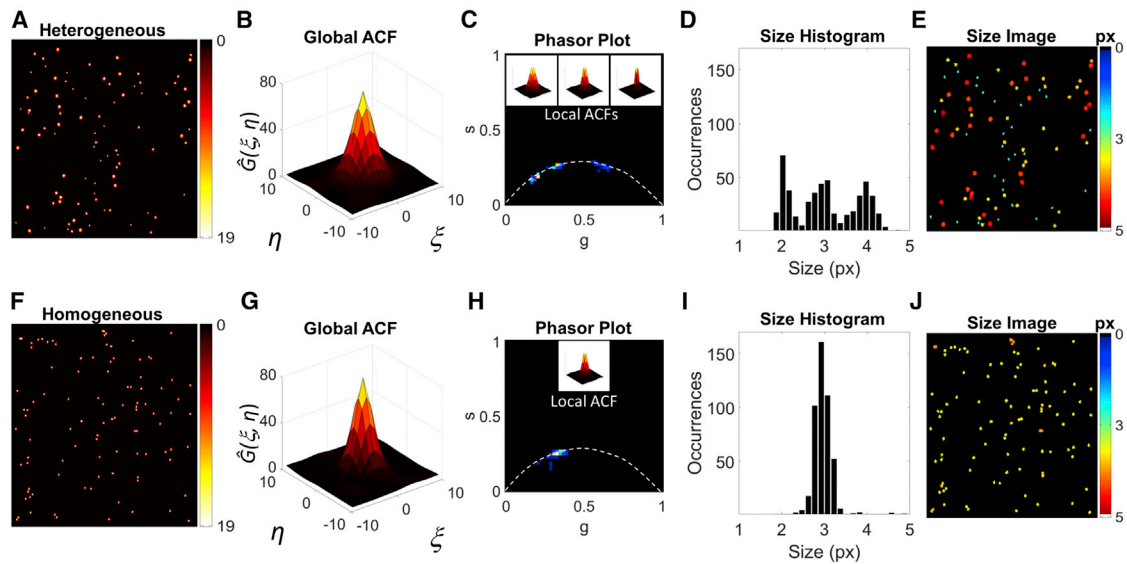 A
Heterogeneous
0
19
B
Global ACF
Ĝ(ξ, η)
80
40
0
10
0
-10
-10
0
10
η
ξ
C
Phasor Plot
Local ACFs
s
1
0.5
0
0
0.5
1
g
D
Size Histogram
Occurrences
150
100
50
1 2 3 4 5
Size (px)
E
Size Image
px
0
3
5
F
Homogeneous
0
19
G
Global ACF
Ĝ(ξ, η)
80
40
0
10
0
-10
-10
0
10
η
ξ
H
Phasor Plot
Local ACF
s
1
0.5
0
0
0.5
1
g
I
Size Histogram
Occurrences
150
100
50
1 2 3 4 5
Size (px)
J
Size Image
px
0
3
5